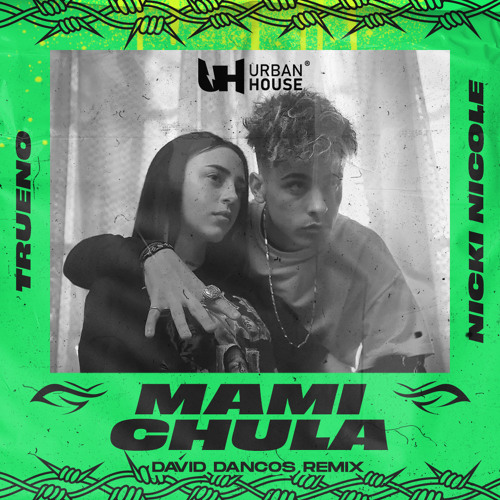 URBAN®
HOUSE
TRUENO
NICKI NICOLE
MAMI
CHULA
DAVID DANCOS REMIX